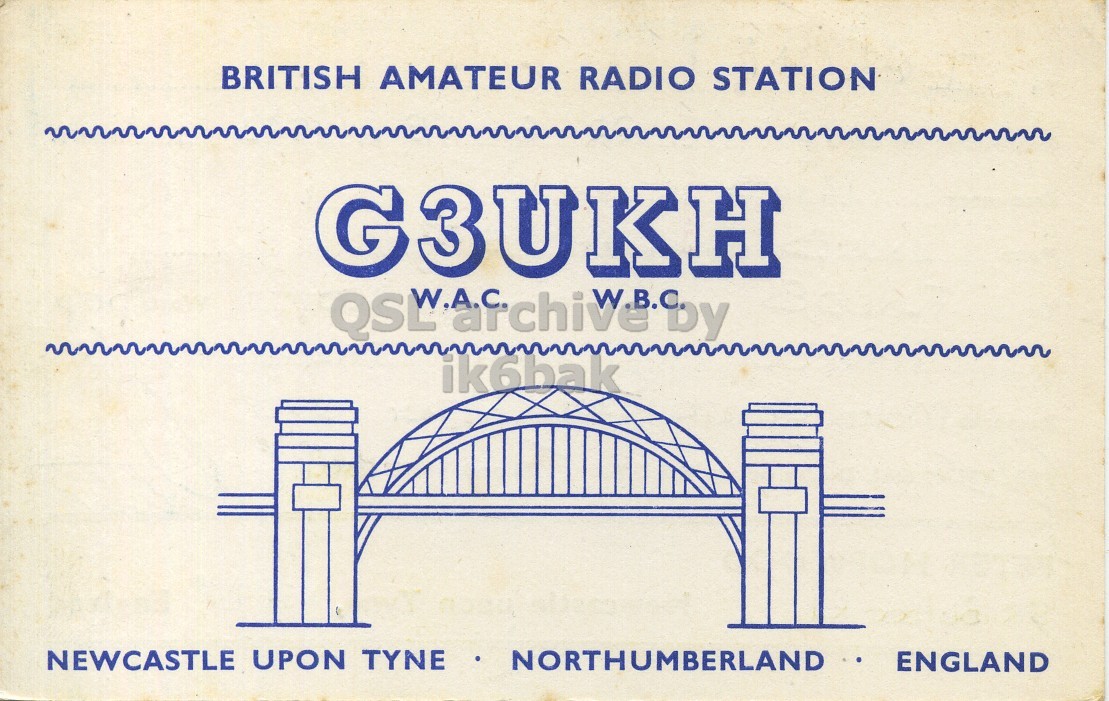 BRITISH AMATEUR RADIO STATION
G3UKH
W.A.C. W.B.C.
QSL archive by
ik6bak
NEWCASTLE UPON TYNE · NORTHUMBERLAND · ENGLAND